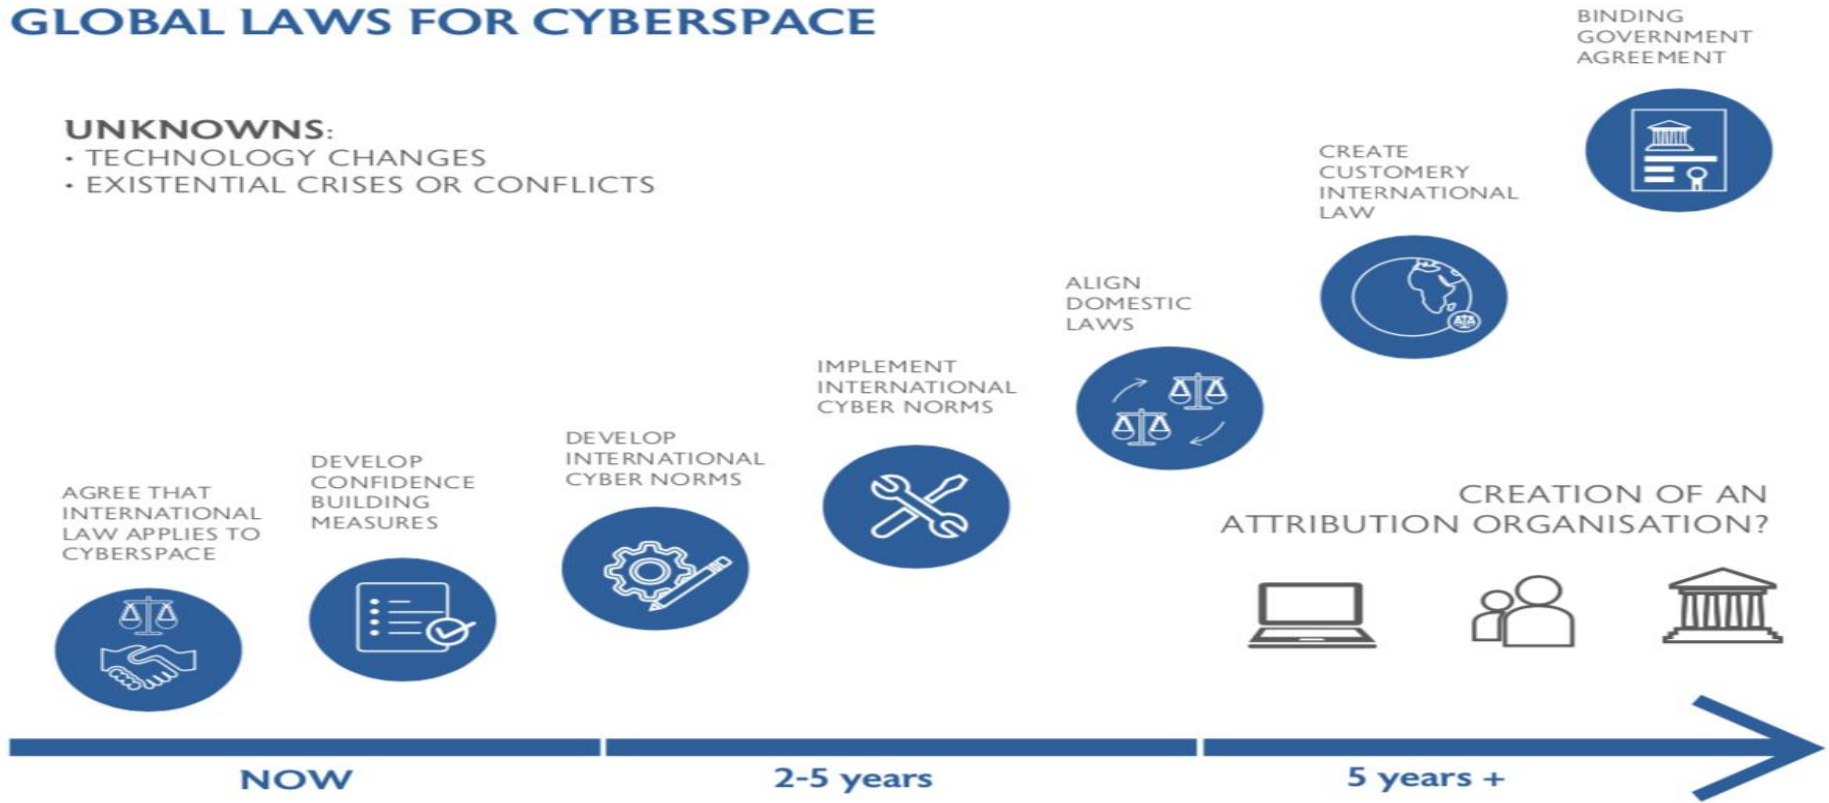 GLOBAL LAWS FOR CYBERSPACE
UNKNOWNS:
• TECHNOLOGY CHANGES
• EXISTENTIAL CRISES OR CONFLICTS
AGREE THAT
INTERNATIONAL
LAW APPLIES TO
CYBERSPACE
DEVELOP
CONFIDENCE
BUILDING
MEASURES
DEVELOP
INTERNATIONAL
CYBER NORMS
IMPLEMENT
INTERNATIONAL
CYBER NORMS
ALIGN
DOMESTIC
LAWS
CREATE
CUSTOMERY
INTERNATIONAL
LAW
BINDING
GOVERNMENT
AGREEMENT
CREATION OF AN
ATTRIBUTION ORGANISATION?
NOW
2-5 years
5 years +